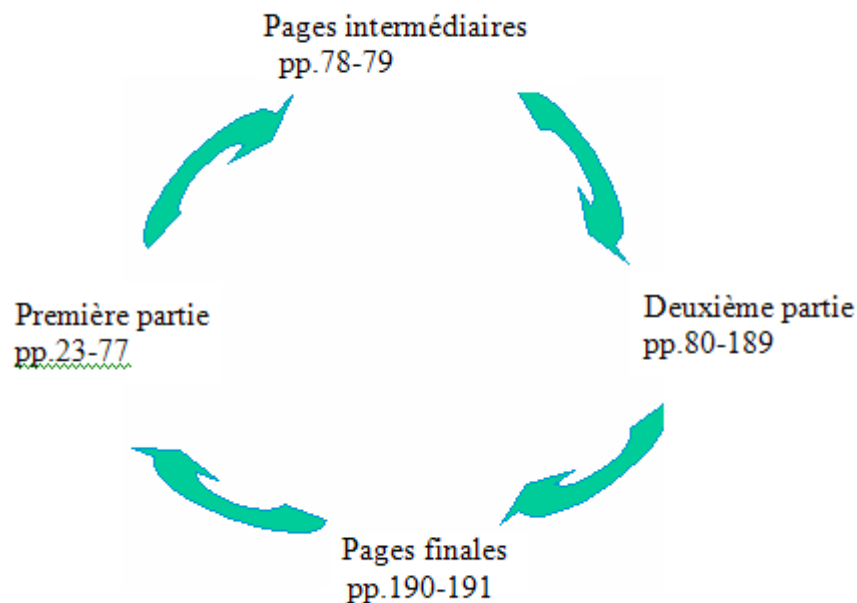 Pages intermédiaires
pp.78-79
Première partie
pp.23-77
Deuxième partie
pp.80-189
Pages finales
pp.190-191